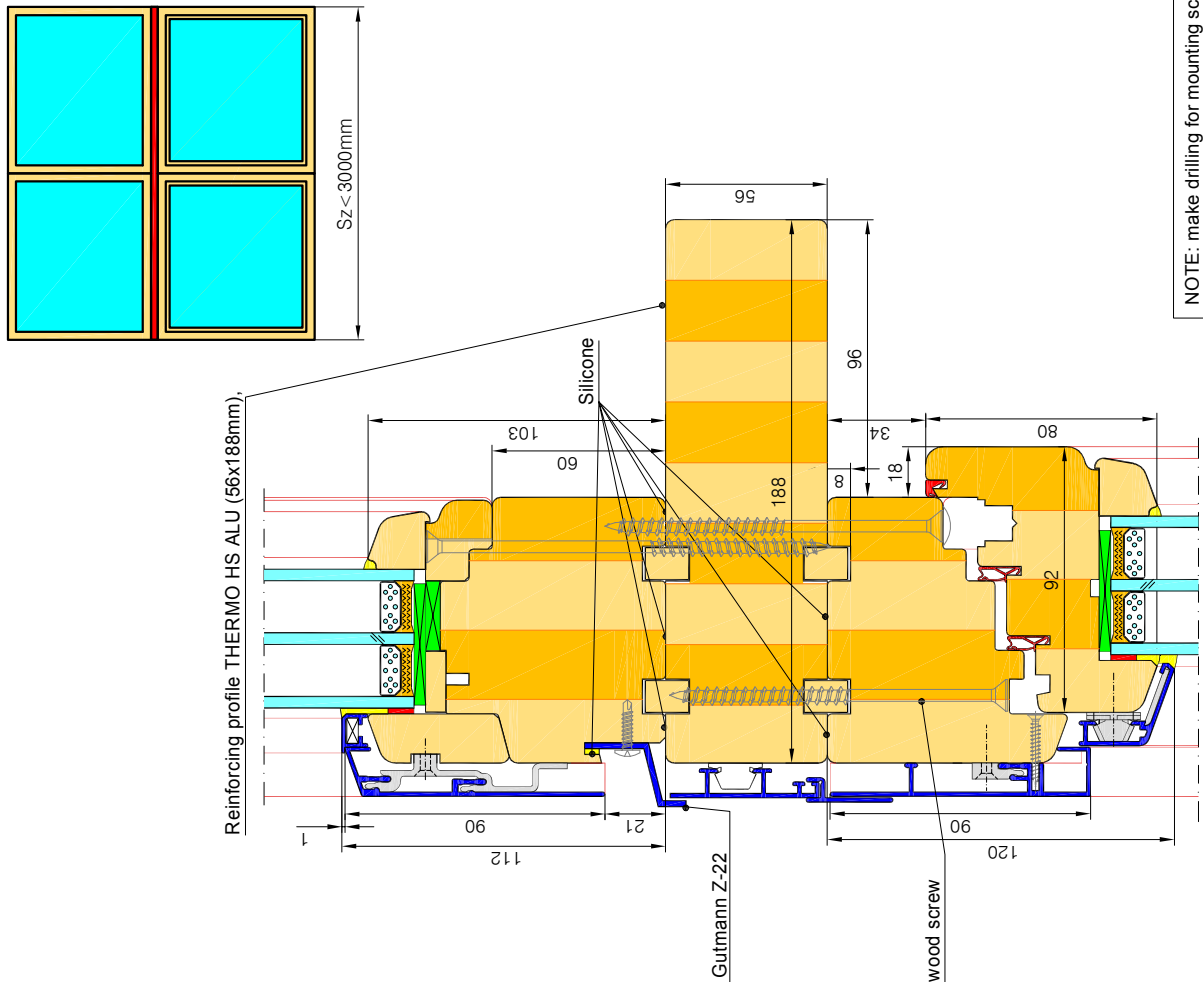 Sz<3000mm
Reinforcing profile THERMO HS ALU (56x188mm),
Silicone
56
103
60
96
34
188
8
18
80
92
1
90
21
112
90
120
Gutmann Z-22
wood screw
NOTE: make drilling for mounting sc